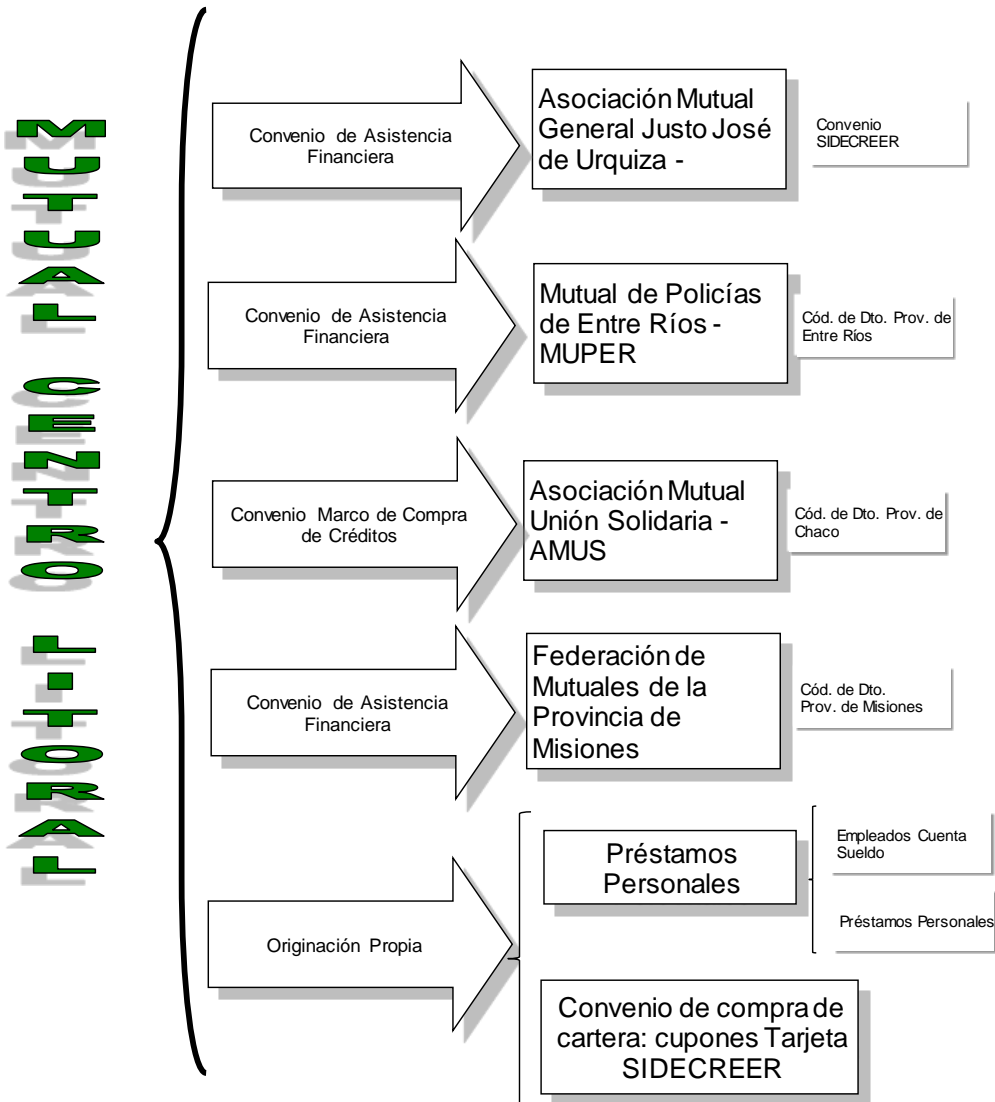 MUTUAL CENTRO LITORAL
Convenio de Asistencia
Financiera
Asociación Mutual
General Justo José
de Urquiza -
Convenio
SIDECREER
Convenio de Asistencia
Financiera
Mutual de Policías
de Entre Ríos -
MUPER
Cód. de Dto. Prov. de
Entre Ríos
Convenio Marco de Compra
de Créditos
Asociación Mutual
Unión Solidaria -
AMUS
Cód. de Dto. Prov. de
Chaco
Convenio de Asistencia
Financiera
Federación de
Mutuales de la
Provincia de
Misiones
Cód. de Dto.
Prov. de Misiones
Originación Propia
Préstamos
Personales
Empleados Cuenta
Sueldo
Préstamos Personales
Convenio de compra de
cartera: cupones Tarjeta
SIDECREER